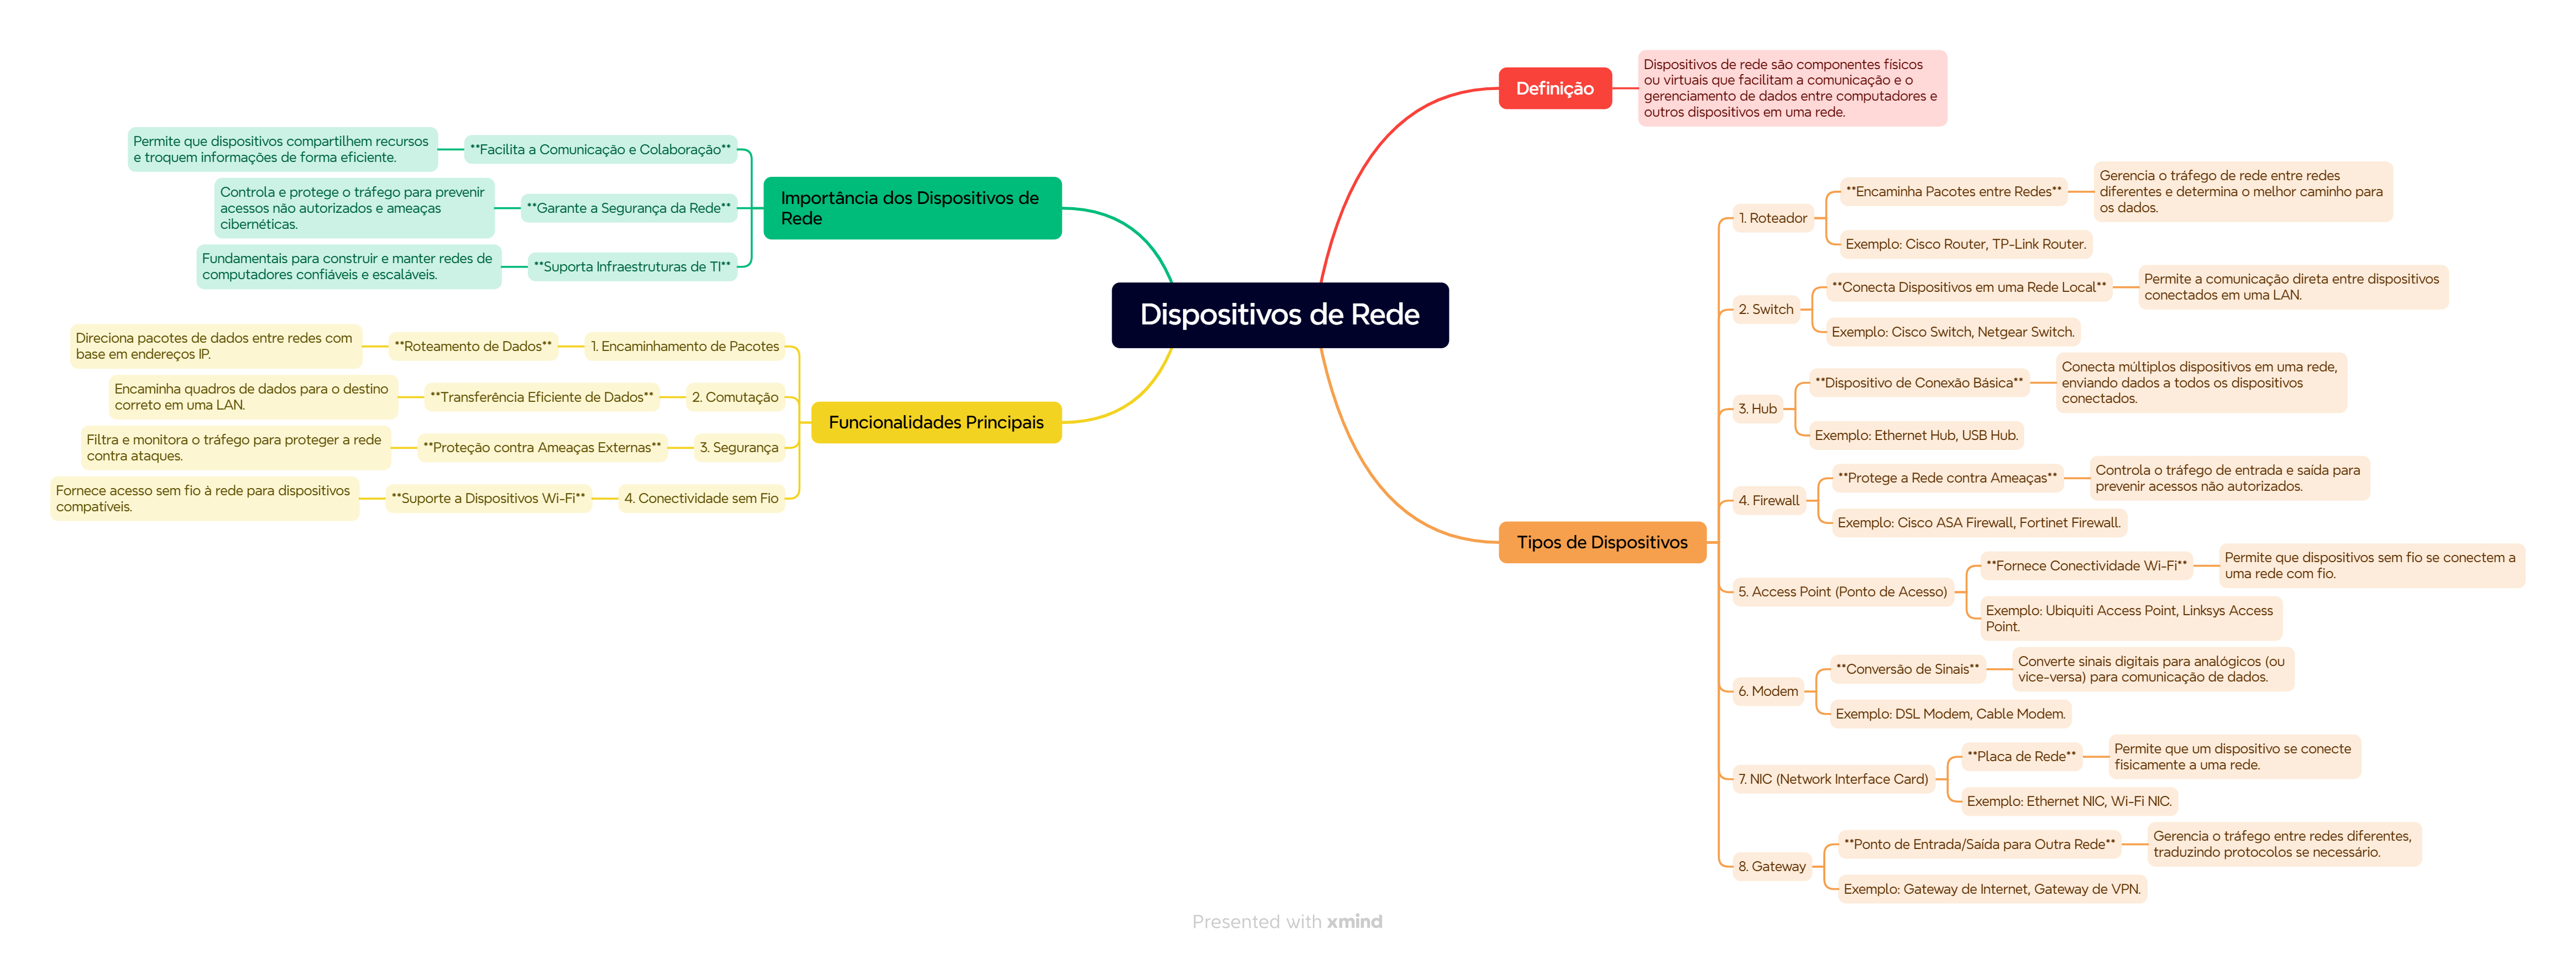 Dispositivos de Rede
Definição
Dispositivos de rede são componentes físicos
ou virtuais que facilitam a comunicação e o
gerenciamento de dados entre computadores e
outros dispositivos em uma rede.
Tipos de Dispositivos
1. Roteador
**Encaminha Pacotes entre Redes**
Gerencia o tráfego de rede entre redes
diferentes e determina o melhor caminho para
os dados.
Exemplo: Cisco Router, TP-Link Router.
2. Switch
**Conecta Dispositivos em uma Rede Local**
Permite a comunicação direta entre dispositivos
conectados em uma LAN.
Exemplo: Cisco Switch, Netgear Switch.
3. Hub
**Dispositivo de Conexão Básica**
Conecta múltiplos dispositivos em uma rede,
enviando dados a todos os dispositivos
conectados.
Exemplo: Ethernet Hub, USB Hub.
4. Firewall
**Protege a Rede contra Ameaças**
Controla o tráfego de entrada e saída para
prevenir acessos não autorizados.
Exemplo: Cisco ASA Firewall, Fortinet Firewall.
5. Access Point (Ponto de Acesso)
**Fornece Conectividade Wi-Fi**
Permite que dispositivos sem fio se conectem a
uma rede com fio.
Exemplo: Ubiquiti Access Point, Linksys Access
Point.
6. Modem
**Conversão de Sinais**
Converte sinais digitais para analógicos (ou
vice-versa) para comunicação de dados.
Exemplo: DSL Modem, Cable Modem.
7. NIC (Network Interface Card)
**Placa de Rede**
Permite que um dispositivo se conecte
fisicamente a uma rede.
Exemplo: Ethernet NIC, Wi-Fi NIC.
8. Gateway
**Ponto de Entrada/Saída para Outra Rede**
Gerencia o tráfego entre redes diferentes,
traduzindo protocolos se necessário.
Exemplo: Gateway de Internet, Gateway de VPN.
Funcionalidades Principais
1. Encaminhamento de Pacotes
**Roteamento de Dados**
Direciona pacotes de dados entre redes com
base em endereços IP.
2. Comutação
**Transferência Eficiente de Dados**
Encaminha quadros de dados para o destino
correto em uma LAN.
3. Segurança
**Proteção contra Ameaças Externas**
Filtra e monitora o tráfego para proteger a rede
contra ataques.
4. Conectividade sem Fio
**Suporte a Dispositivos Wi-Fi**
Fornece acesso sem fio à rede para dispositivos
compatíveis.
Importância dos Dispositivos de
Rede
**Facilita a Comunicação e Colaboração**
Permite que dispositivos compartilhem recursos
e troquem informações de forma eficiente.
**Garante a Segurança da Rede**
Controla e protege o tráfego para prevenir
acessos não autorizados e ameaças
cibernéticas.
**Suporta Infraestruturas de TI**
Fundamentais para construir e manter redes de
computadores confiáveis e escaláveis.
Presented with xmind